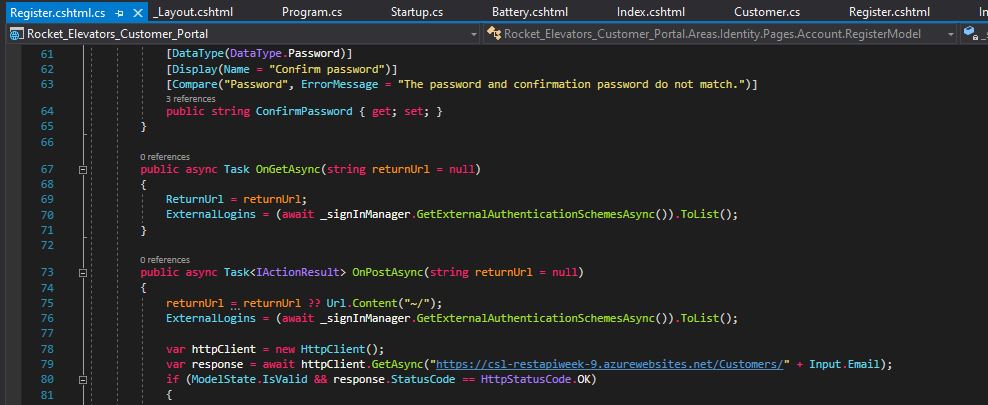 Register.cshtml.cs _Layout.cshtml Program.cs Startup.cs Battery.cshtml Index.cshtml Customer.cs Register.cshtml In
Rocket_Elevators_Customer_Portal Rocket_Elevators_Customer_Portal.Areas.Identity.Pages.Account.RegisterModel _s
61 [DataType(DataType.Password)]
62 [Display(Name = "Confirm password")]
63 [Compare("Password", ErrorMessage = "The password and confirmation password do not match.")]
3 references
64 public string ConfirmPassword { get; set; }
65 }
66
0 references
67 public async Task OnGetAsync(string returnUrl = null)
68 {
69 ReturnUrl = returnUrl;
70 ExternalLogins = (await _signInManager.GetExternalAuthenticationSchemesAsync()).ToList();
71 }
72
0 references
73 public async Task<IActionResult> OnPostAsync(string returnUrl = null)
74 {
75 returnUrl = returnUrl ?? Url.Content("~/");
76 ExternalLogins = (await _signInManager.GetExternalAuthenticationSchemesAsync()).ToList();
77
78 var httpClient = new HttpClient();
79 var response = await httpClient.GetAsync("https://csl-restapiweek-9.azurewebsites.net/Customers/" + Input.Email);
80 if (ModelState.IsValid && response.StatusCode == HttpStatusCode.OK)
81 {